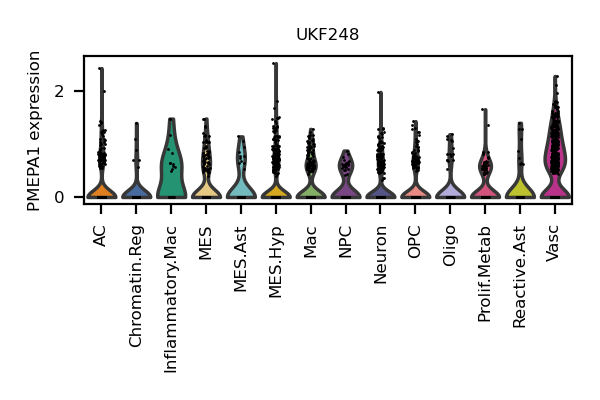 UKF248
PMEPA1 expression
2
0
AC
Chromatin.Reg
Inflammatory.Mac
MES
MES.Ast
MES.Hyp
Mac
NPC
Neuron
OPC
Oligo
Prolif.Metab
Reactive.Ast
Vasc